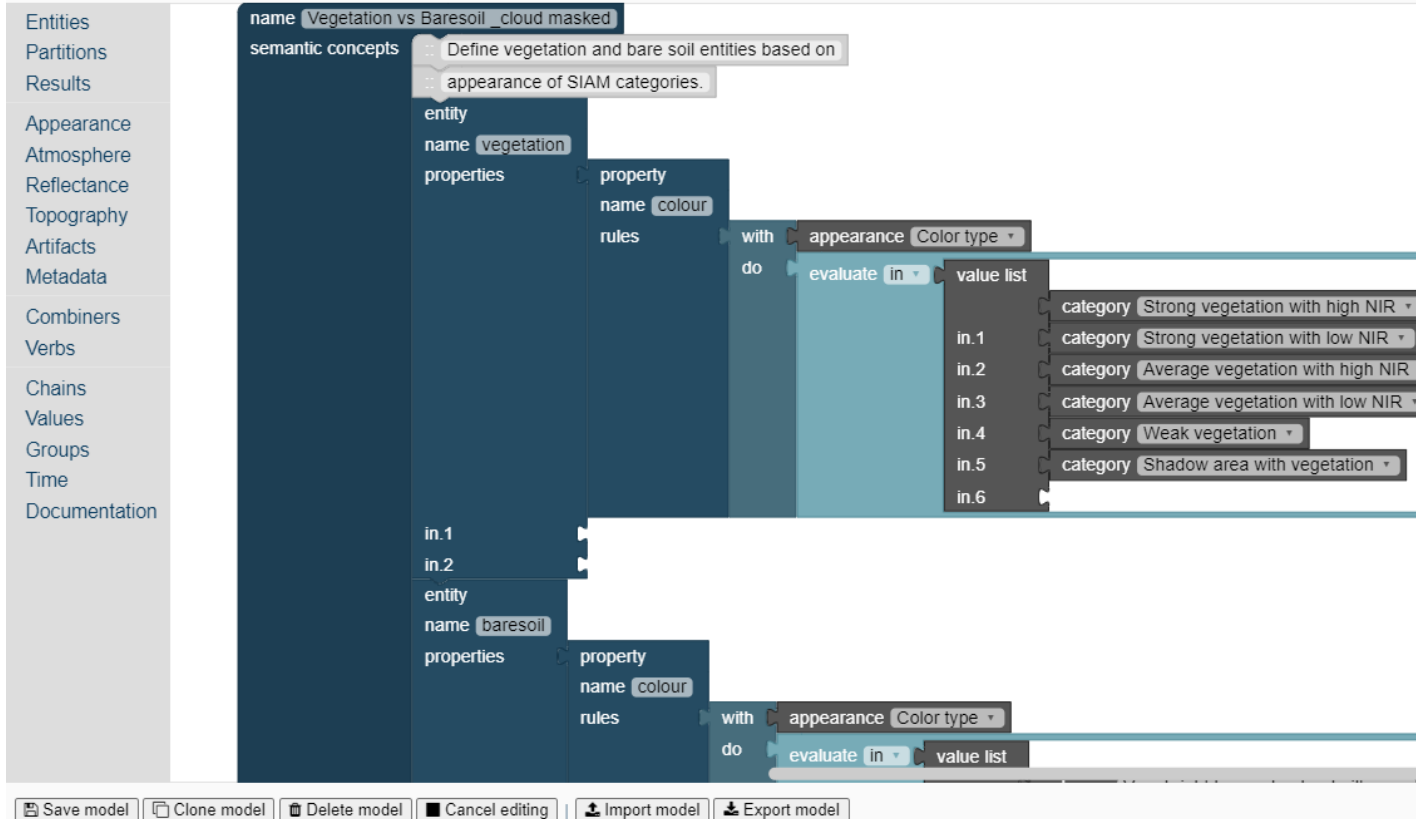 Entities
Partitions
Results
Appearance
Atmosphere
Reflectance
Topography
Artifacts
Metadata
Combiners
Verbs
Chains
Values
Groups
Time
Documentation
name Vegetation vs Baresoil _cloud masked
semantic concepts :: Define vegetation and bare soil entities based on
:: appearance of SIAM categories.
entity
name vegetation
properties property
name colour
rules with appearance Color type
do evaluate in value list
category Strong vegetation with high NIR
in.1 category Strong vegetation with low NIR
in.2 category Average vegetation with high NIR
in.3 category Average vegetation with low NIR
in.4 category Weak vegetation
in.5 category Shadow area with vegetation
in.6
in.1
in.2
entity
name baresoil
properties property
name colour
rules with appearance Color type
do evaluate in value list
Save model Clone model Delete model Cancel editing | Import model Export model